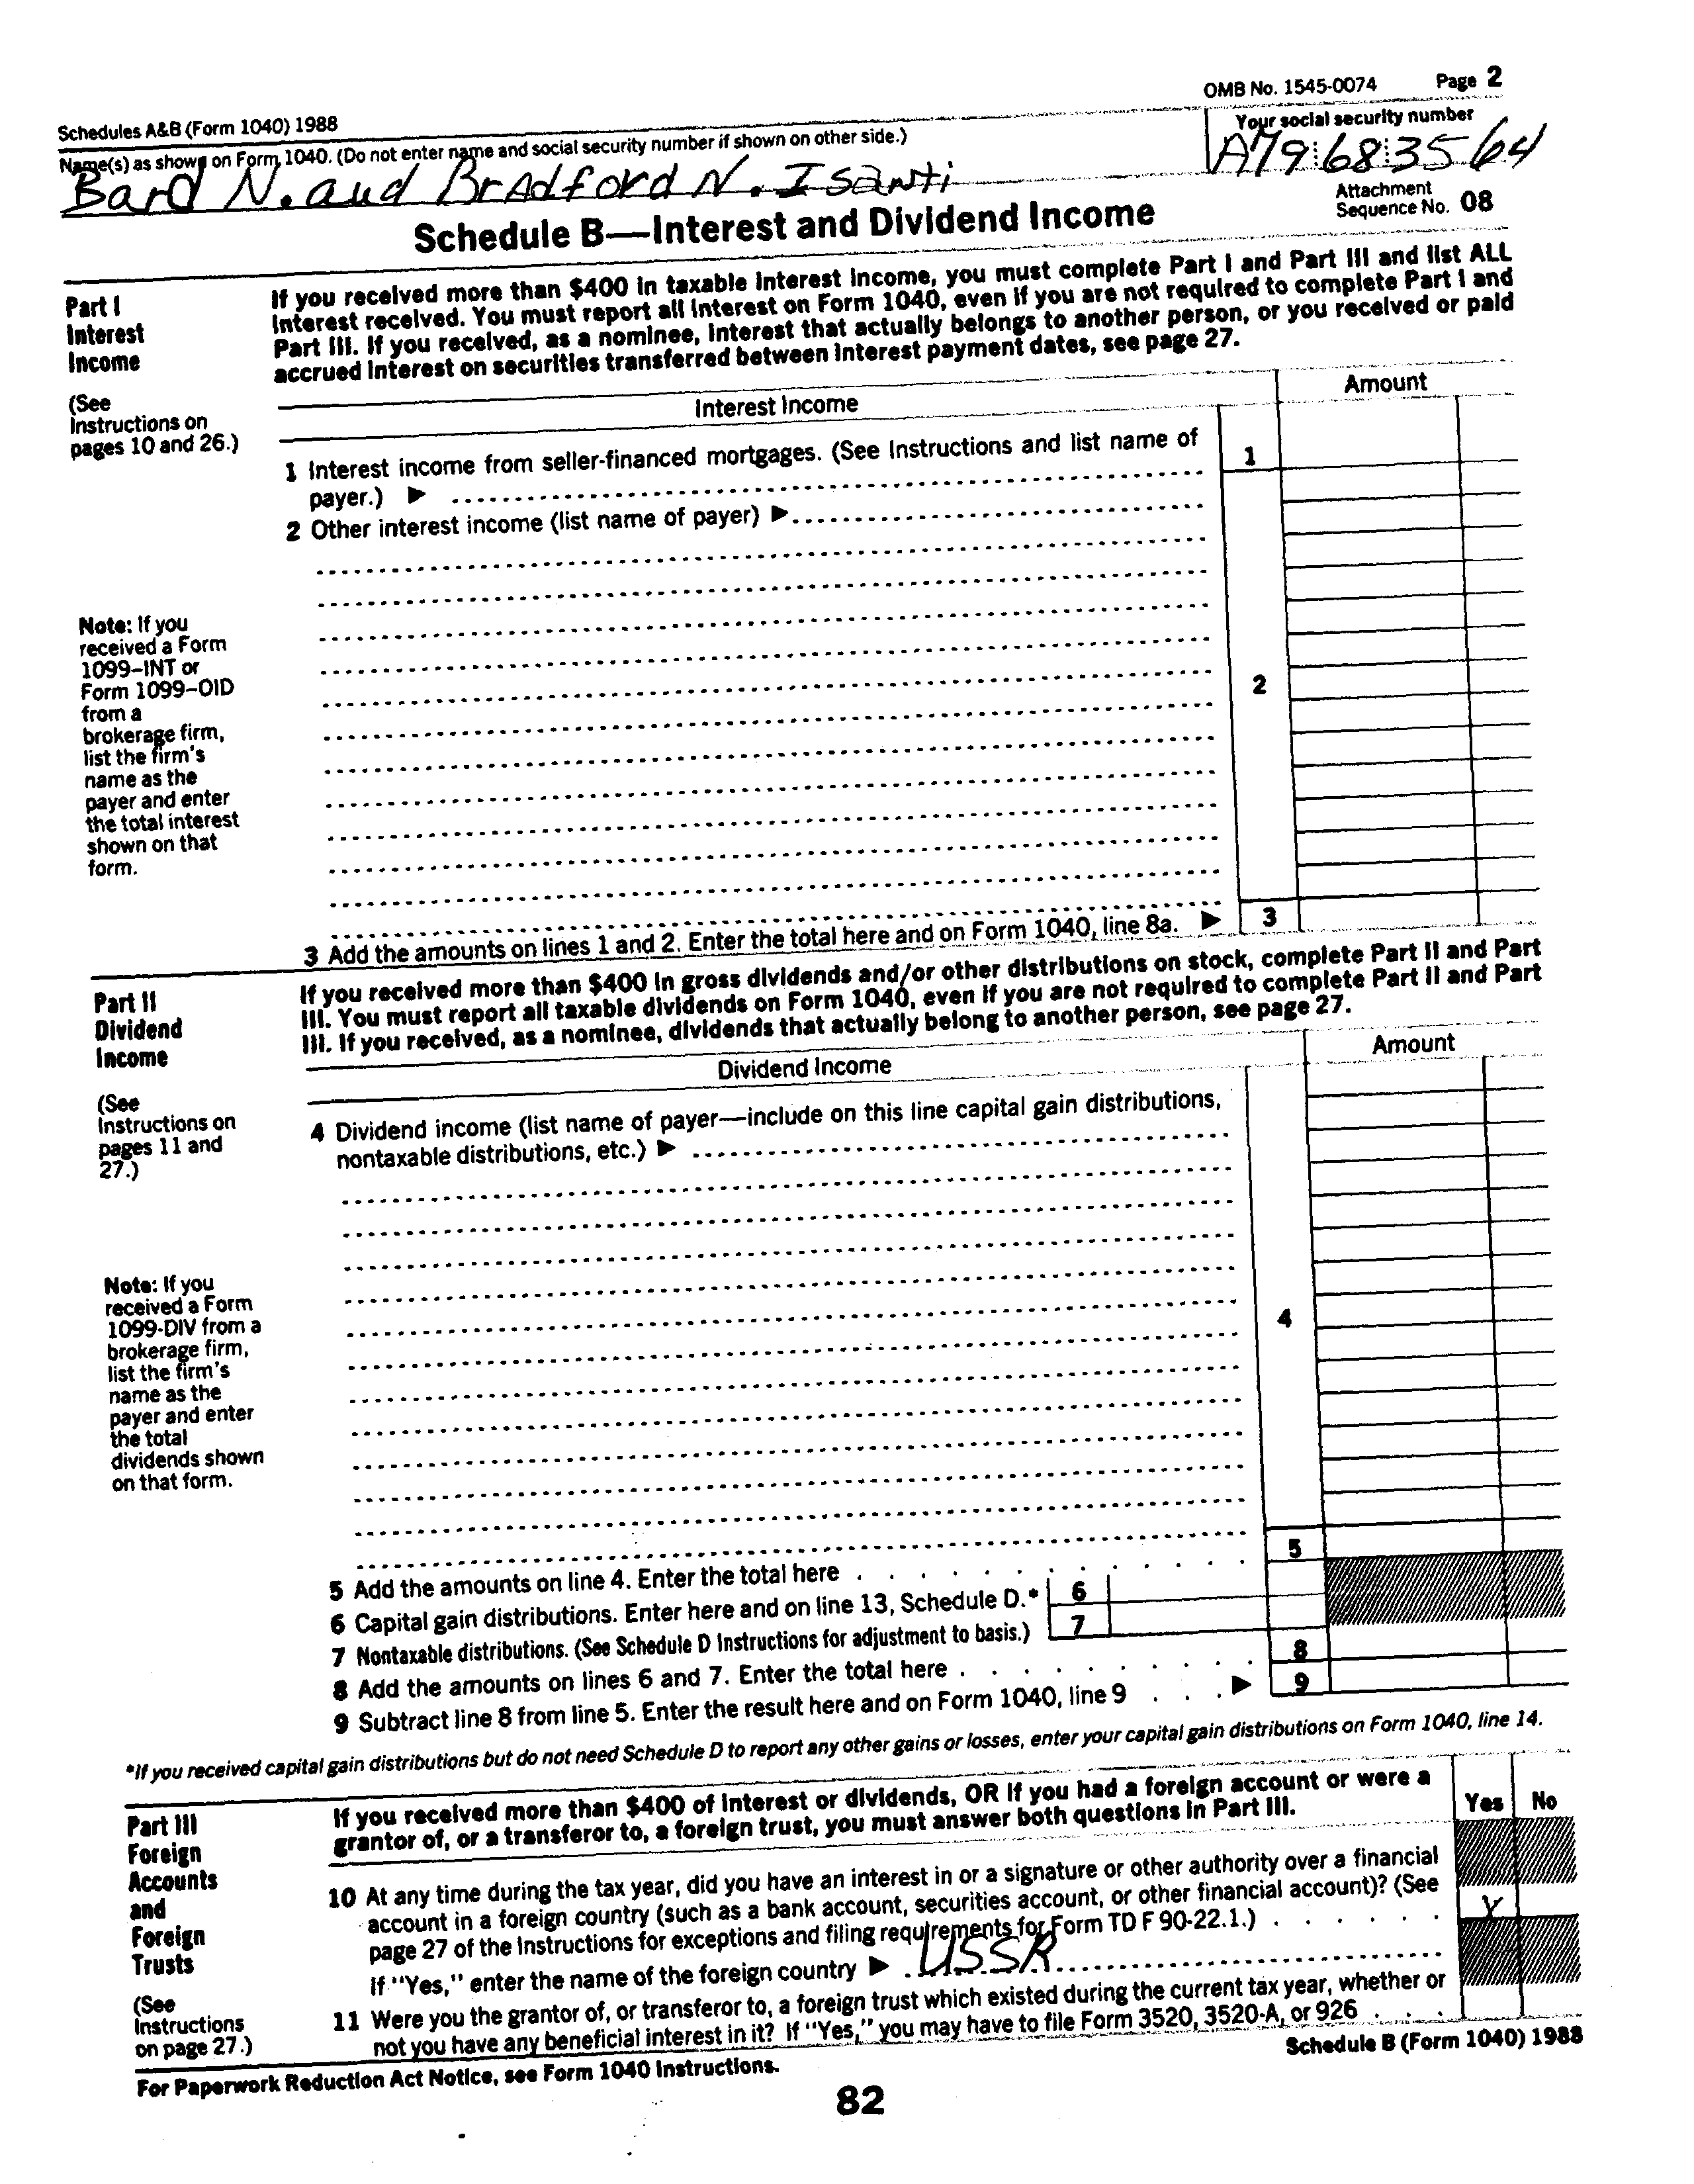 OMB No. 1545-0074 Page 2
Schedules A&B (Form 1040) 1988
Name(s) as shown on Form 1040. (Do not enter name and social security number if shown on other side.)
Your social security number
Bard N. and Bradford N. Isanti
A79 68 3564
Attachment
Sequence No. 08
Schedule B—Interest and Dividend Income
Part I
Interest
Income
(See
Instructions on
pages 10 and 26.)
If you received more than $400 in taxable interest income, you must complete Part I and Part III and list ALL
interest received. You must report all interest on Form 1040, even if you are not required to complete Part I and
Part III. If you received, as a nominee, interest that actually belongs to another person, or you received or paid
accrued interest on securities transferred between interest payment dates, see page 27.
Interest Income
Amount
1 Interest income from seller-financed mortgages. (See Instructions and list name of
payer.) ▶
1
2 Other interest income (list name of payer) ▶
Note: If you
received a Form
1099–INT or
Form 1099–OID
from a
brokerage firm,
list the firm's
name as the
payer and enter
the total interest
shown on that
form.
2
3 Add the amounts on lines 1 and 2. Enter the total here and on Form 1040, line 8a. ▶ 3
Part II
Dividend
Income
(See
Instructions on
pages 11 and
27.)
If you received more than $400 in gross dividends and/or other distributions on stock, complete Part II and Part
III. You must report all taxable dividends on Form 1040, even if you are not required to complete Part II and Part
III. If you received, as a nominee, dividends that actually belong to another person, see page 27.
Dividend Income
Amount
4 Dividend income (list name of payer—include on this line capital gain distributions,
nontaxable distributions, etc.) ▶
Note: If you
received a Form
1099-DIV from a
brokerage firm,
list the firm's
name as the
payer and enter
the total
dividends shown
on that form.
4
5 Add the amounts on line 4. Enter the total here . . . . . . . . . . . 5
6 Capital gain distributions. Enter here and on line 13, Schedule D.* 6
7 Nontaxable distributions. (See Schedule D Instructions for adjustment to basis.) 7
8 Add the amounts on lines 6 and 7. Enter the total here . . . . . . . . . 8
9 Subtract line 8 from line 5. Enter the result here and on Form 1040, line 9 . . . ▶ 9
*If you received capital gain distributions but do not need Schedule D to report any other gains or losses, enter your capital gain distributions on Form 1040, line 14.
Part III
Foreign
Accounts
and
Foreign
Trusts
(See
Instructions
on page 27.)
If you received more than $400 of interest or dividends, OR if you had a foreign account or were a
grantor of, or a transferor to, a foreign trust, you must answer both questions in Part III.
Yes No
10 At any time during the tax year, did you have an interest in or a signature or other authority over a financial
account in a foreign country (such as a bank account, securities account, or other financial account)? (See
page 27 of the Instructions for exceptions and filing requirements for Form TD F 90-22.1.) . . . . . . X
If "Yes," enter the name of the foreign country ▶ USSR
11 Were you the grantor of, or transferor to, a foreign trust which existed during the current tax year, whether or
not you have any beneficial interest in it? If "Yes," you may have to file Form 3520, 3520-A, or 926 . . .
For Paperwork Reduction Act Notice, see Form 1040 Instructions.
Schedule B (Form 1040) 1988
82